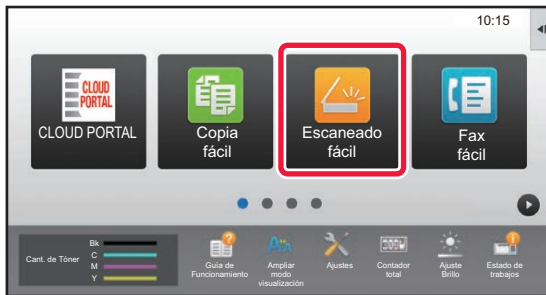 10:15
CLOUD
PORTAL
CLOUD PORTAL
Copia
fácil
Escaneado
fácil
Fax
fácil
Cant. de Tóner
Bk
C
M
Y
Guía de
Funcionamiento
Ampliar
modo
visualización
Ajustes
Contador
total
Ajuste
Brillo
Estado de
trabajos